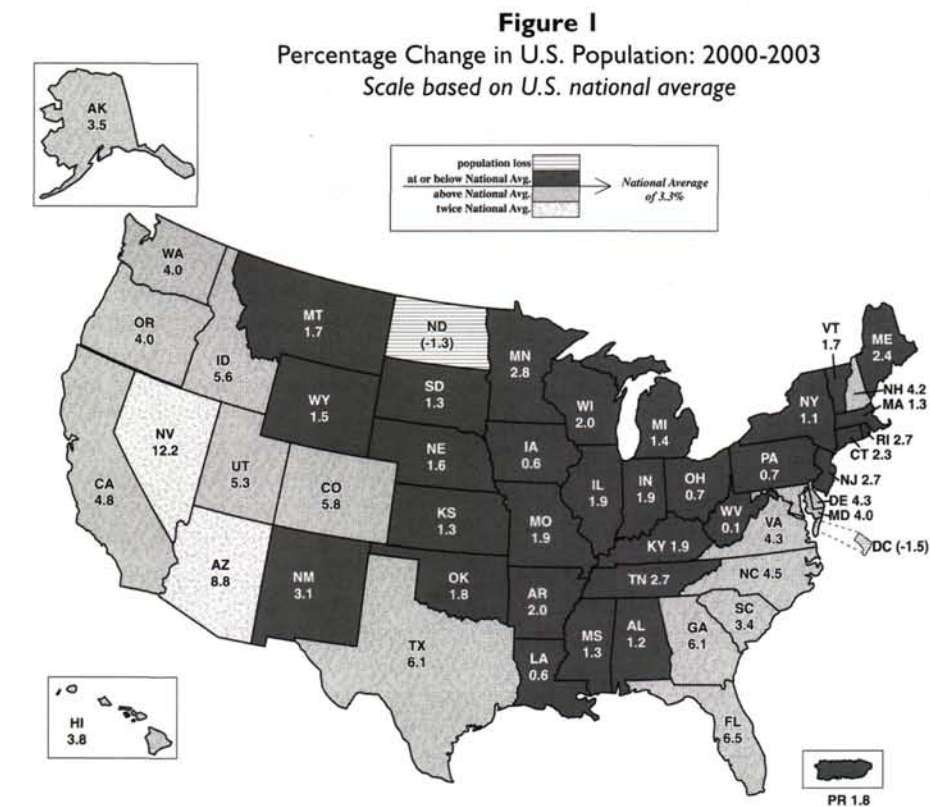 Figure 1
Percentage Change in U.S. Population: 2000-2003
Scale based on U.S. national average
AK
3.5
population loss
at or below National Avg.
above National Avg.
twice National Avg.
National Average
of 3.3%
WA
4.0
OR
4.0
ID
5.6
MT
1.7
ND
(-1.3)
MN
2.8
VT
1.7
ME
2.4
NH 4.2
MA 1.3
RI 2.7
CT 2.3
NY
1.1
WI
2.0
MI
1.4
SD
1.3
WY
1.5
NV
12.2
CA
4.8
UT
5.3
CO
5.8
NE
1.6
IA
0.6
IL
1.9
IN
1.9
OH
0.7
PA
0.7
NJ 2.7
DE 4.3
MD 4.0
DC (-1.5)
WV
0.1
VA
4.3
KS
1.3
MO
1.9
KY 1.9
NC 4.5
TN 2.7
SC
3.4
AZ
8.8
NM
3.1
OK
1.8
AR
2.0
MS
1.3
AL
1.2
GA
6.1
TX
6.1
LA
0.6
FL
6.5
HI
3.8
PR 1.8